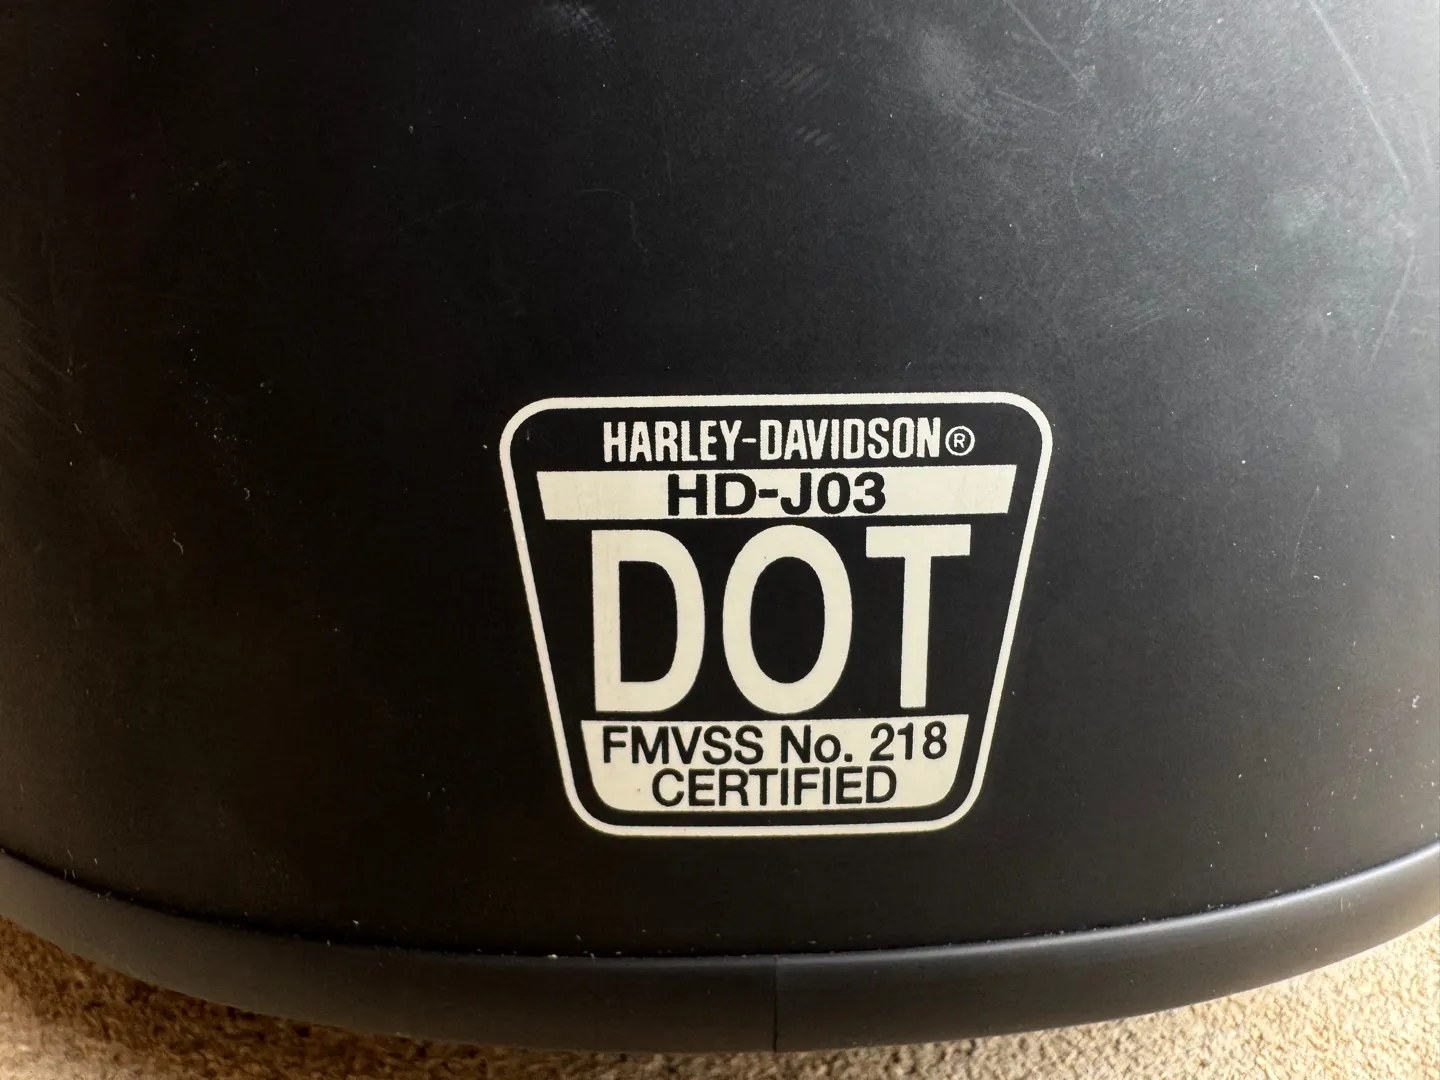 HARLEY-DAVIDSON®
HD-J03
DOT
FMVSS No. 218
CERTIFIED